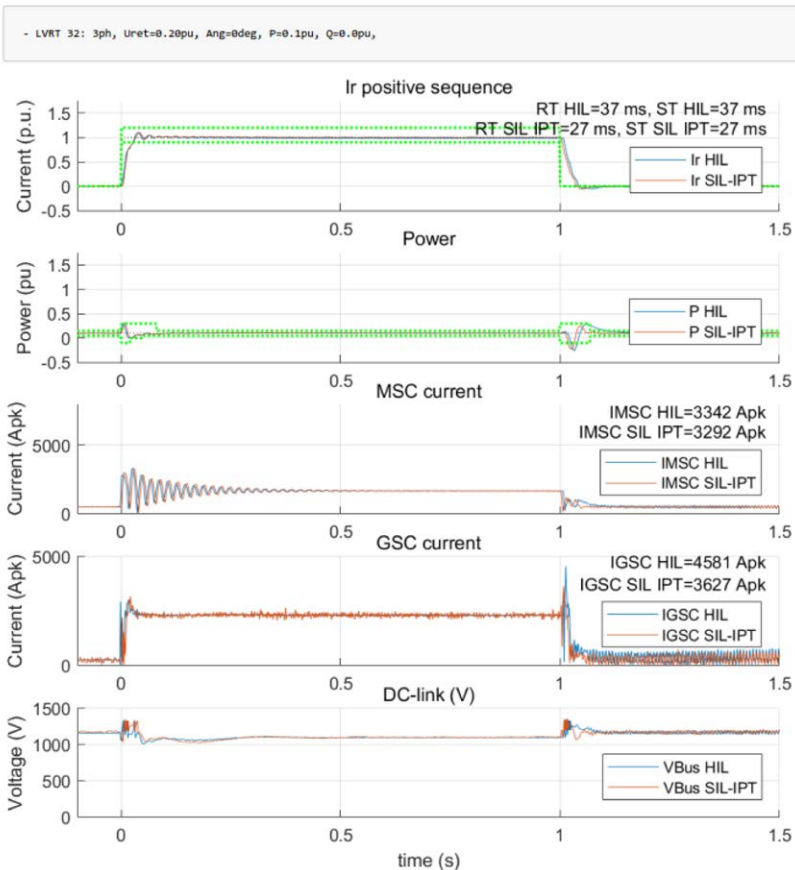 - LVRT 32: 3ph, Uret=0.20pu, Ang=0deg, P=0.1pu, Q=0.0pu,
Ir positive sequence
RT HIL=37 ms, ST HIL=37 ms
RT SIL IPT=27 ms, ST SIL IPT=27 ms
Current (p.u.)
1.5
1
0.5
0
-0.5
Ir HIL
Ir SIL-IPT
0
0.5
1
1.5
Power
Power (pu)
1.5
1
0.5
0
-0.5
P HIL
P SIL-IPT
0
0.5
1
1.5
MSC current
IMSC HIL=3342 Apk
IMSC SIL IPT=3292 Apk
Current (Apk)
5000
0
IMSC HIL
IMSC SIL-IPT
0
0.5
1
1.5
GSC current
IGSC HIL=4581 Apk
IGSC SIL IPT=3627 Apk
Current (Apk)
5000
0
IGSC HIL
IGSC SIL-IPT
0
0.5
1
1.5
DC-link (V)
Voltage (V)
1500
1000
500
0
VBus HIL
VBus SIL-IPT
0
0.5
1
1.5
time (s)